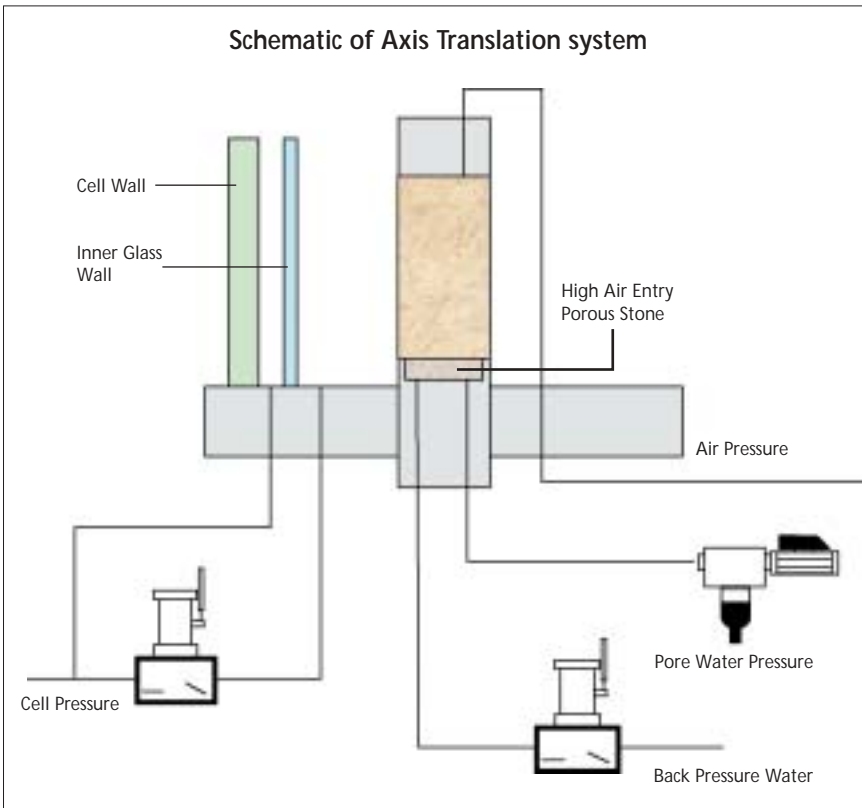 Schematic of Axis Translation system
Cell Wall
Inner Glass
Wall
High Air Entry
Porous Stone
Air Pressure
Pore Water Pressure
Cell Pressure
Back Pressure Water